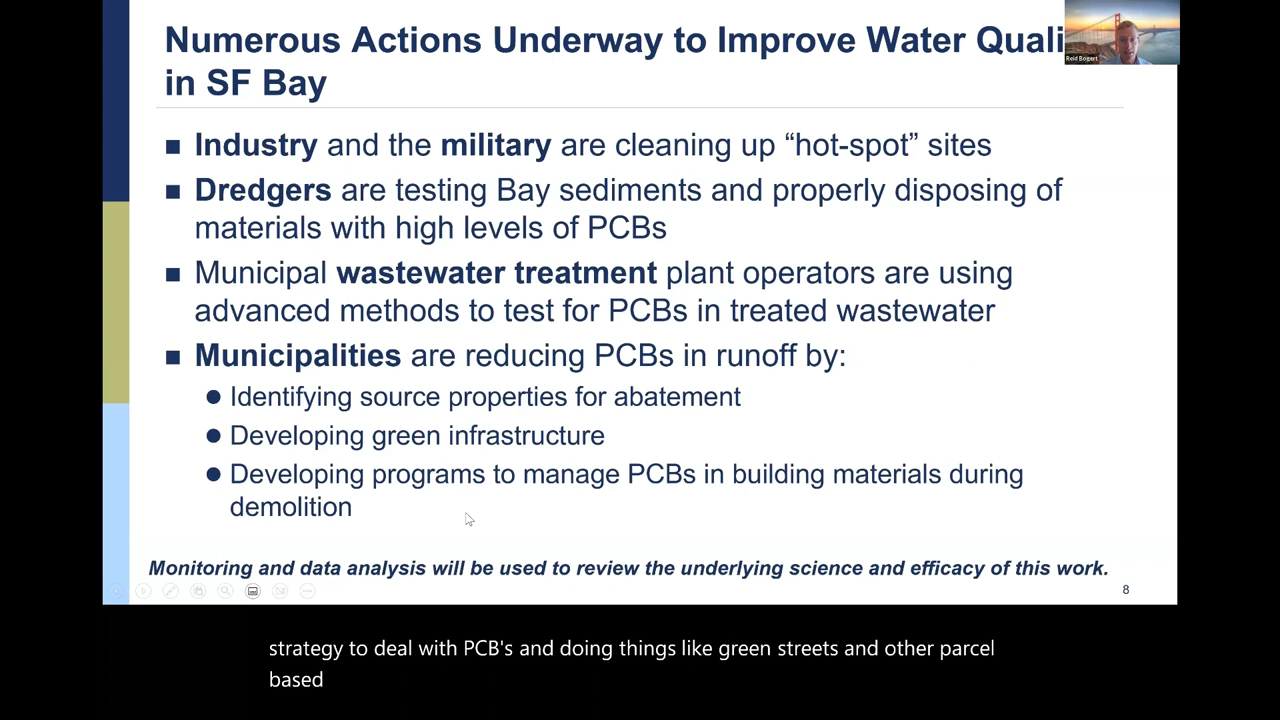 Numerous Actions Underway to Improve Water Quali
in SF Bay
Reid Bogert
■ Industry and the military are cleaning up “hot-spot” sites
■ Dredgers are testing Bay sediments and properly disposing of
materials with high levels of PCBs
■ Municipal wastewater treatment plant operators are using
advanced methods to test for PCBs in treated wastewater
■ Municipalities are reducing PCBs in runoff by:
● Identifying source properties for abatement
● Developing green infrastructure
● Developing programs to manage PCBs in building materials during
demolition
Monitoring and data analysis will be used to review the underlying science and efficacy of this work.
8
strategy to deal with PCB's and doing things like green streets and other parcel
based